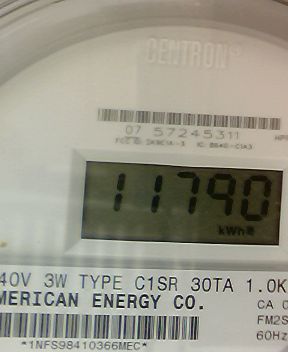 CENTRON®
07 57245311
11790
kWh
40V 3W TYPE C1SR 30TA 1.0K
MERICAN ENERGY CO.
CA 0
FM2S
60Hz
*1NFS98410366MEC*